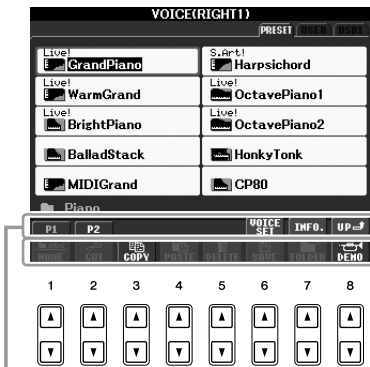 VOICE(RIGHT1)
PRESET USER USB1
Live! GrandPiano
S.Art! Harpsichord
Live! WarmGrand
Live! OctavePiano1
Live! BrightPiano
Live! OctavePiano2
BalladStack
HonkyTonk
MIDIGrand
CP80
Piano
P1 P2 VOICE SET INFO. UP
NAME CUT COPY PASTE DELETE SAVE FOLDER DEMO
1 2 3 4 5 6 7 8